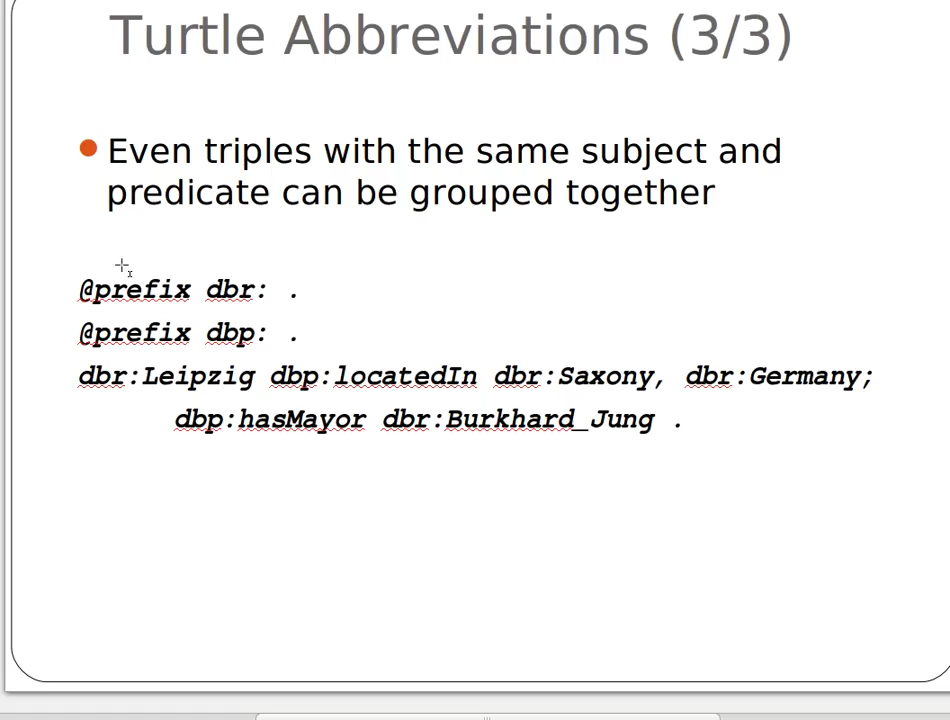 Turtle Abbreviations (3/3)
Even triples with the same subject and
predicate can be grouped together
@prefix dbr: .
@prefix dbp: .
dbr:Leipzig dbp:locatedIn dbr:Saxony, dbr:Germany;
dbp:hasMayor dbr:Burkhard_Jung .